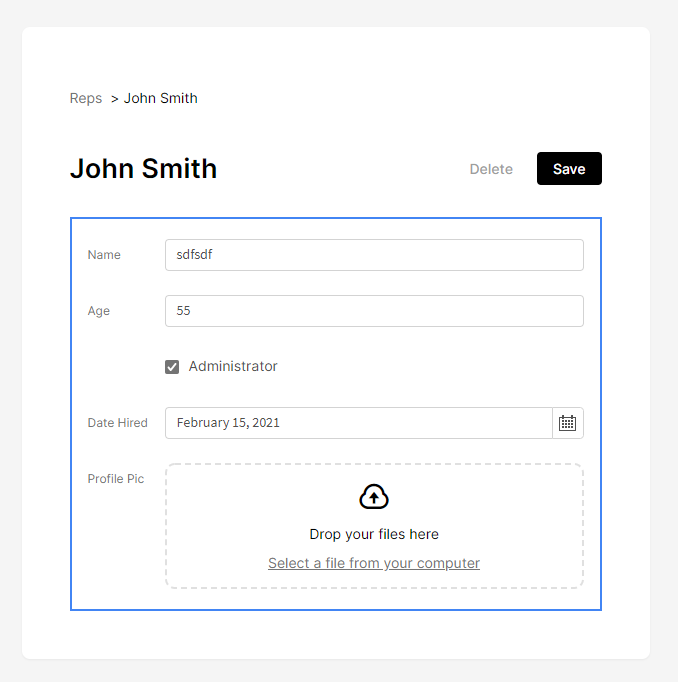 Reps > John Smith
John Smith Delete Save
Name sdfsdf
Age 55
Administrator
Date Hired February 15, 2021
Profile Pic
Drop your files here
Select a file from your computer